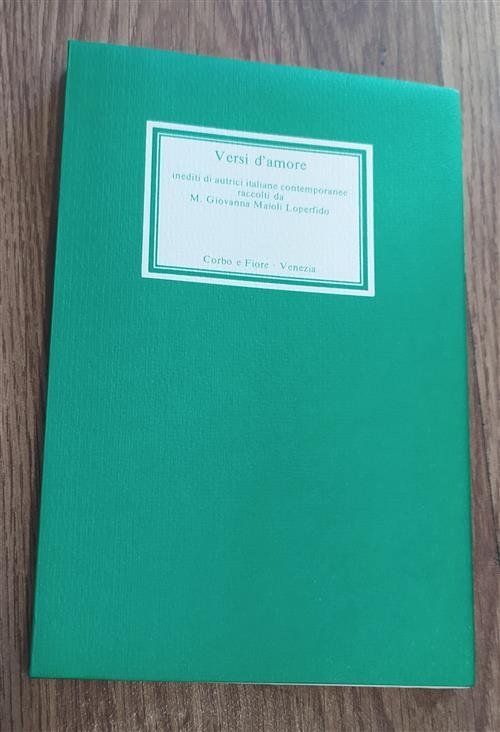 Versi d'amore
inediti di autrici italiane contemporanee
raccolti da
M. Giovanna Maioli Loperfido
Corbo e Fiore · Venezia